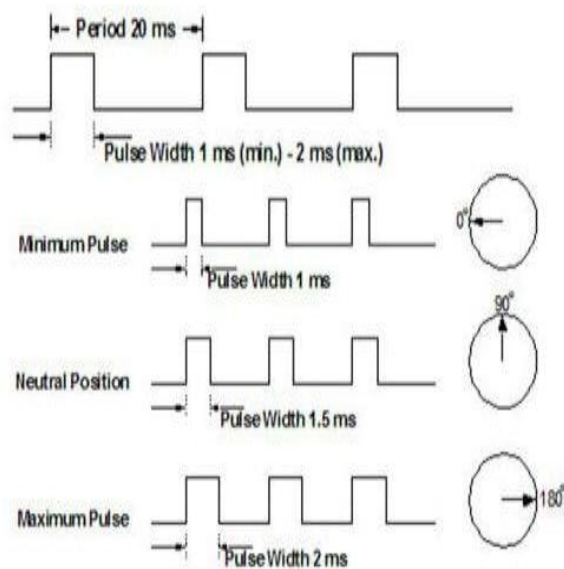 Period 20 ms
Pulse Width 1 ms (min.) - 2 ms (max.)
Minimum Pulse
0°
Pulse Width 1 ms
90°
Neutral Position
Pulse Width 1.5 ms
Maximum Pulse
180°
Pulse Width 2 ms